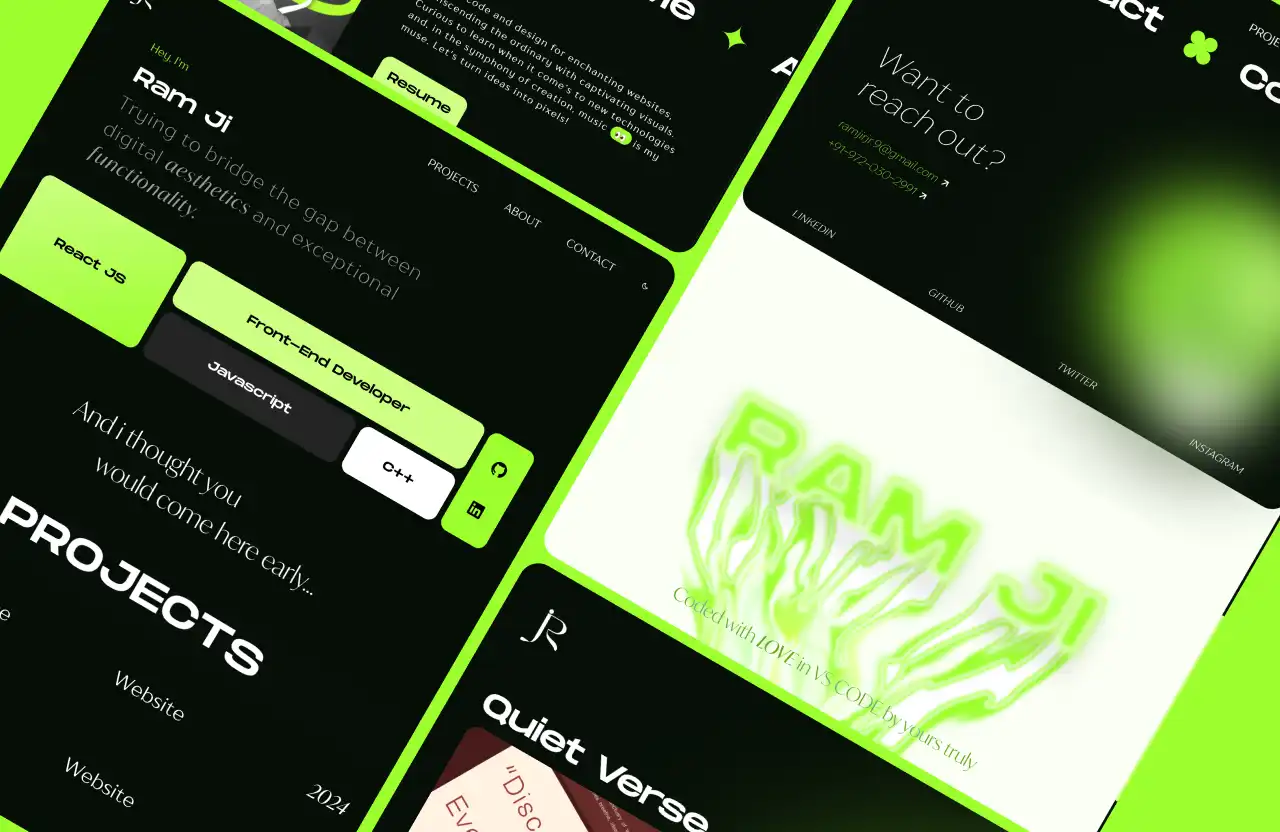 code and design for enchanting websites,
transcending the ordinary with captivating visuals.
Curious to learn when it come's to new technologies
and, in the symphony of creation, music 👀 is my
muse. Let's turn ideas into pixels!
Resume
Hey, I'm
Ram Ji
Trying to bridge the gap between
digital aesthetics and exceptional
functionality.
PROJECTS
ABOUT
CONTACT
React JS
Front-End Developer
Javascript
C++
And i thought you
would come here early...
PROJECTS
Website
Website
2024
Want to
reach out?
ramjirjr.9@gmail.com
+91-972-050-2991
LINKEDIN
GITHUB
TWITTER
INSTAGRAM
RAM JI
Coded with LOVE in VS CODE by yours truly
JR
Quiet Verse
"Disc
Eve